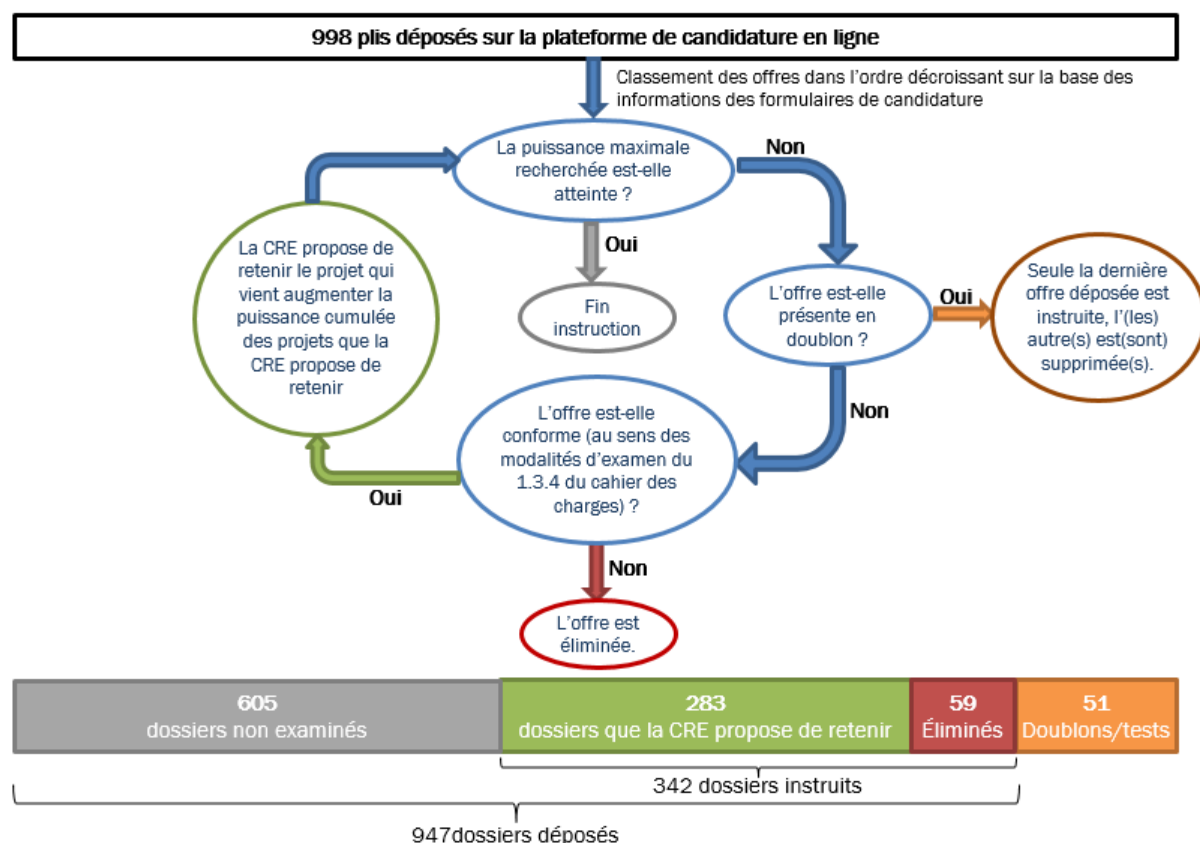 998 plis déposés sur la plateforme de candidature en ligne
Classement des offres dans l'ordre décroissant sur la base des
informations des formulaires de candidature
La puissance maximale
recherchée est-elle
atteinte ?
Non
Oui
Fin
instruction
La CRE propose de
retenir le projet qui
vient augmenter la
puissance cumulée
des projets que la
CRE propose de
retenir
L'offre est-elle
présente en
doublon ?
Oui
Seule la dernière
offre déposée est
instruite, l'(les)
autre(s) est(sont)
supprimée(s).
Non
L'offre est-elle
conforme (au sens des
modalités d'examen du
1.3.4 du cahier des
charges) ?
Oui
Non
L'offre est
éliminée.
605
dossiers non examinés
283
dossiers que la CRE propose de retenir
59
Éliminés
51
Doublons/tests
342 dossiers instruits
947dossiers déposés